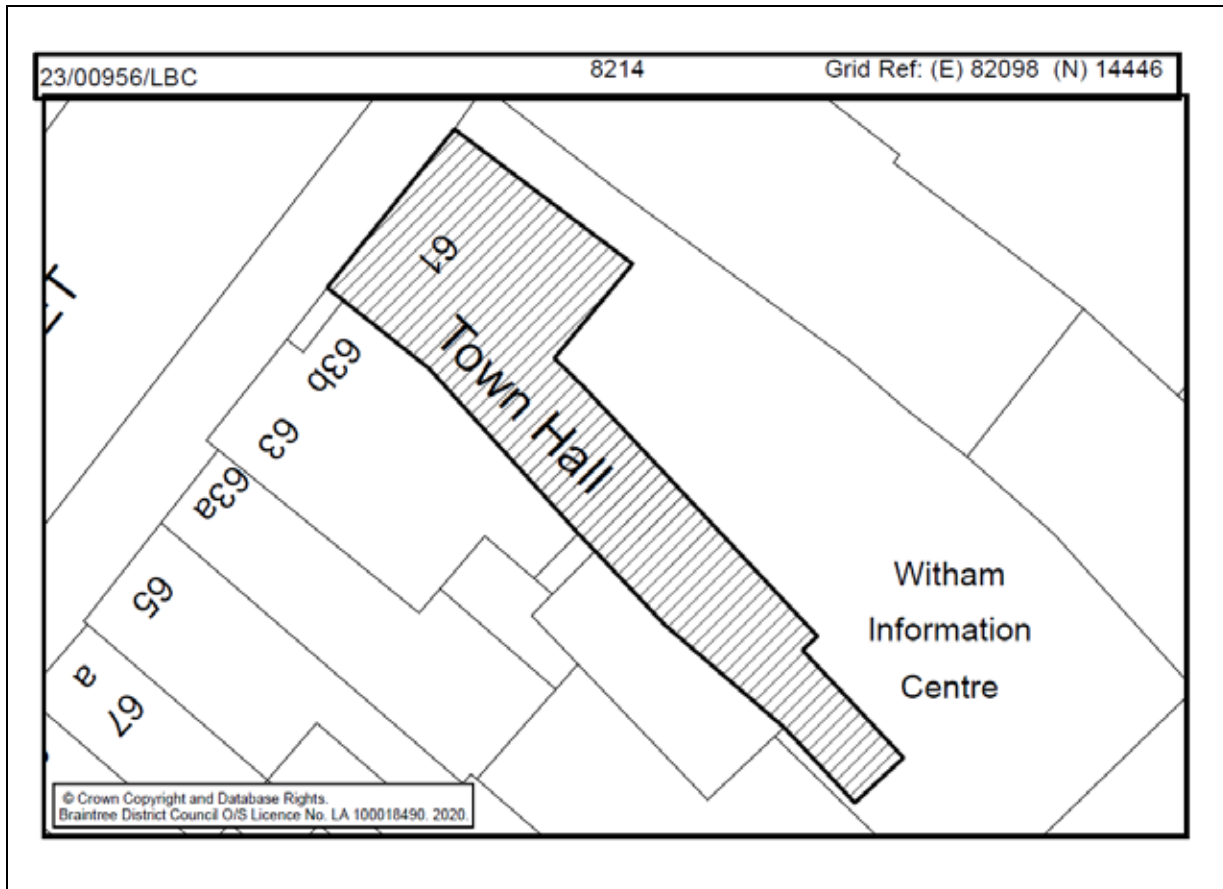 23/00956/LBC 8214 Grid Ref: (E) 82098 (N) 14446
61
Town Hall
63b
63
63a
65
a
67
Witham
Information
Centre
© Crown Copyright and Database Rights.
Braintree District Council O/S Licence No. LA 100018490. 2020.